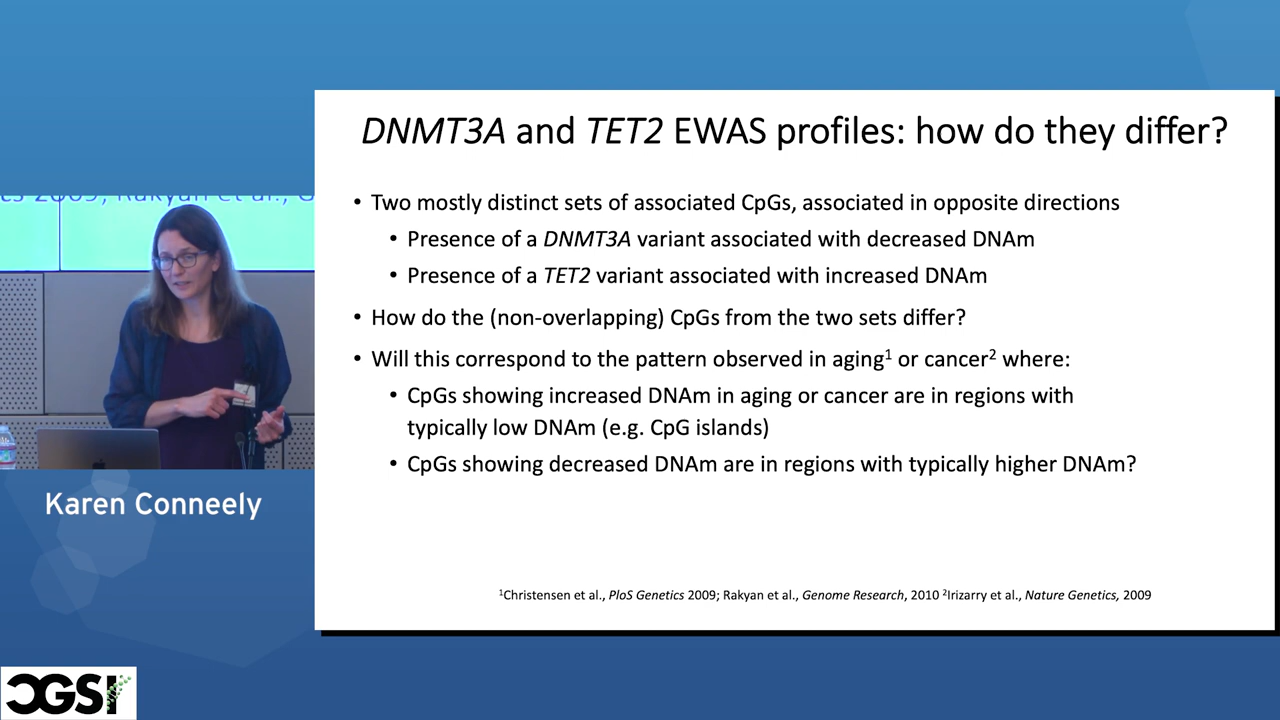 DNMT3A and TET2 EWAS profiles: how do they differ?
• Two mostly distinct sets of associated CpGs, associated in opposite directions
• Presence of a DNMT3A variant associated with decreased DNAm
• Presence of a TET2 variant associated with increased DNAm
• How do the (non-overlapping) CpGs from the two sets differ?
• Will this correspond to the pattern observed in aging¹ or cancer² where:
• CpGs showing increased DNAm in aging or cancer are in regions with
typically low DNAm (e.g. CpG islands)
• CpGs showing decreased DNAm are in regions with typically higher DNAm?
¹Christensen et al., PloS Genetics 2009; Rakyan et al., Genome Research, 2010 ²Irizarry et al., Nature Genetics, 2009
Karen Conneely
CGSI